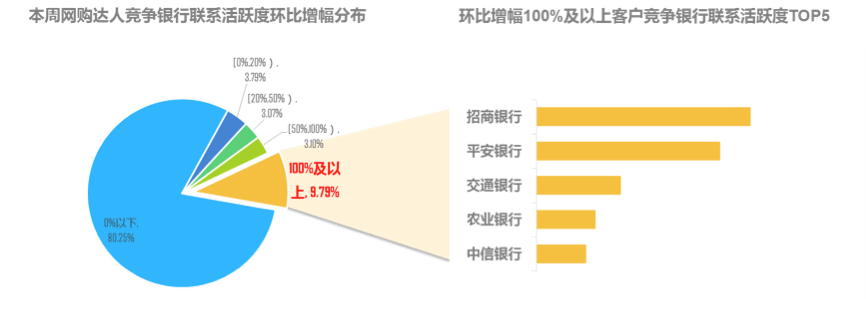 本周网购达人竞争银行联系活跃度环比增幅分布
环比增幅100%及以上客户竞争银行联系活跃度TOP5
[0%,20%）,
3.79%
[20%,50%）,
3.07%
[50%,100%）,
3.10%
100%及以
上, 9.79%
0%以下,
80.25%
招商银行
平安银行
交通银行
农业银行
中信银行